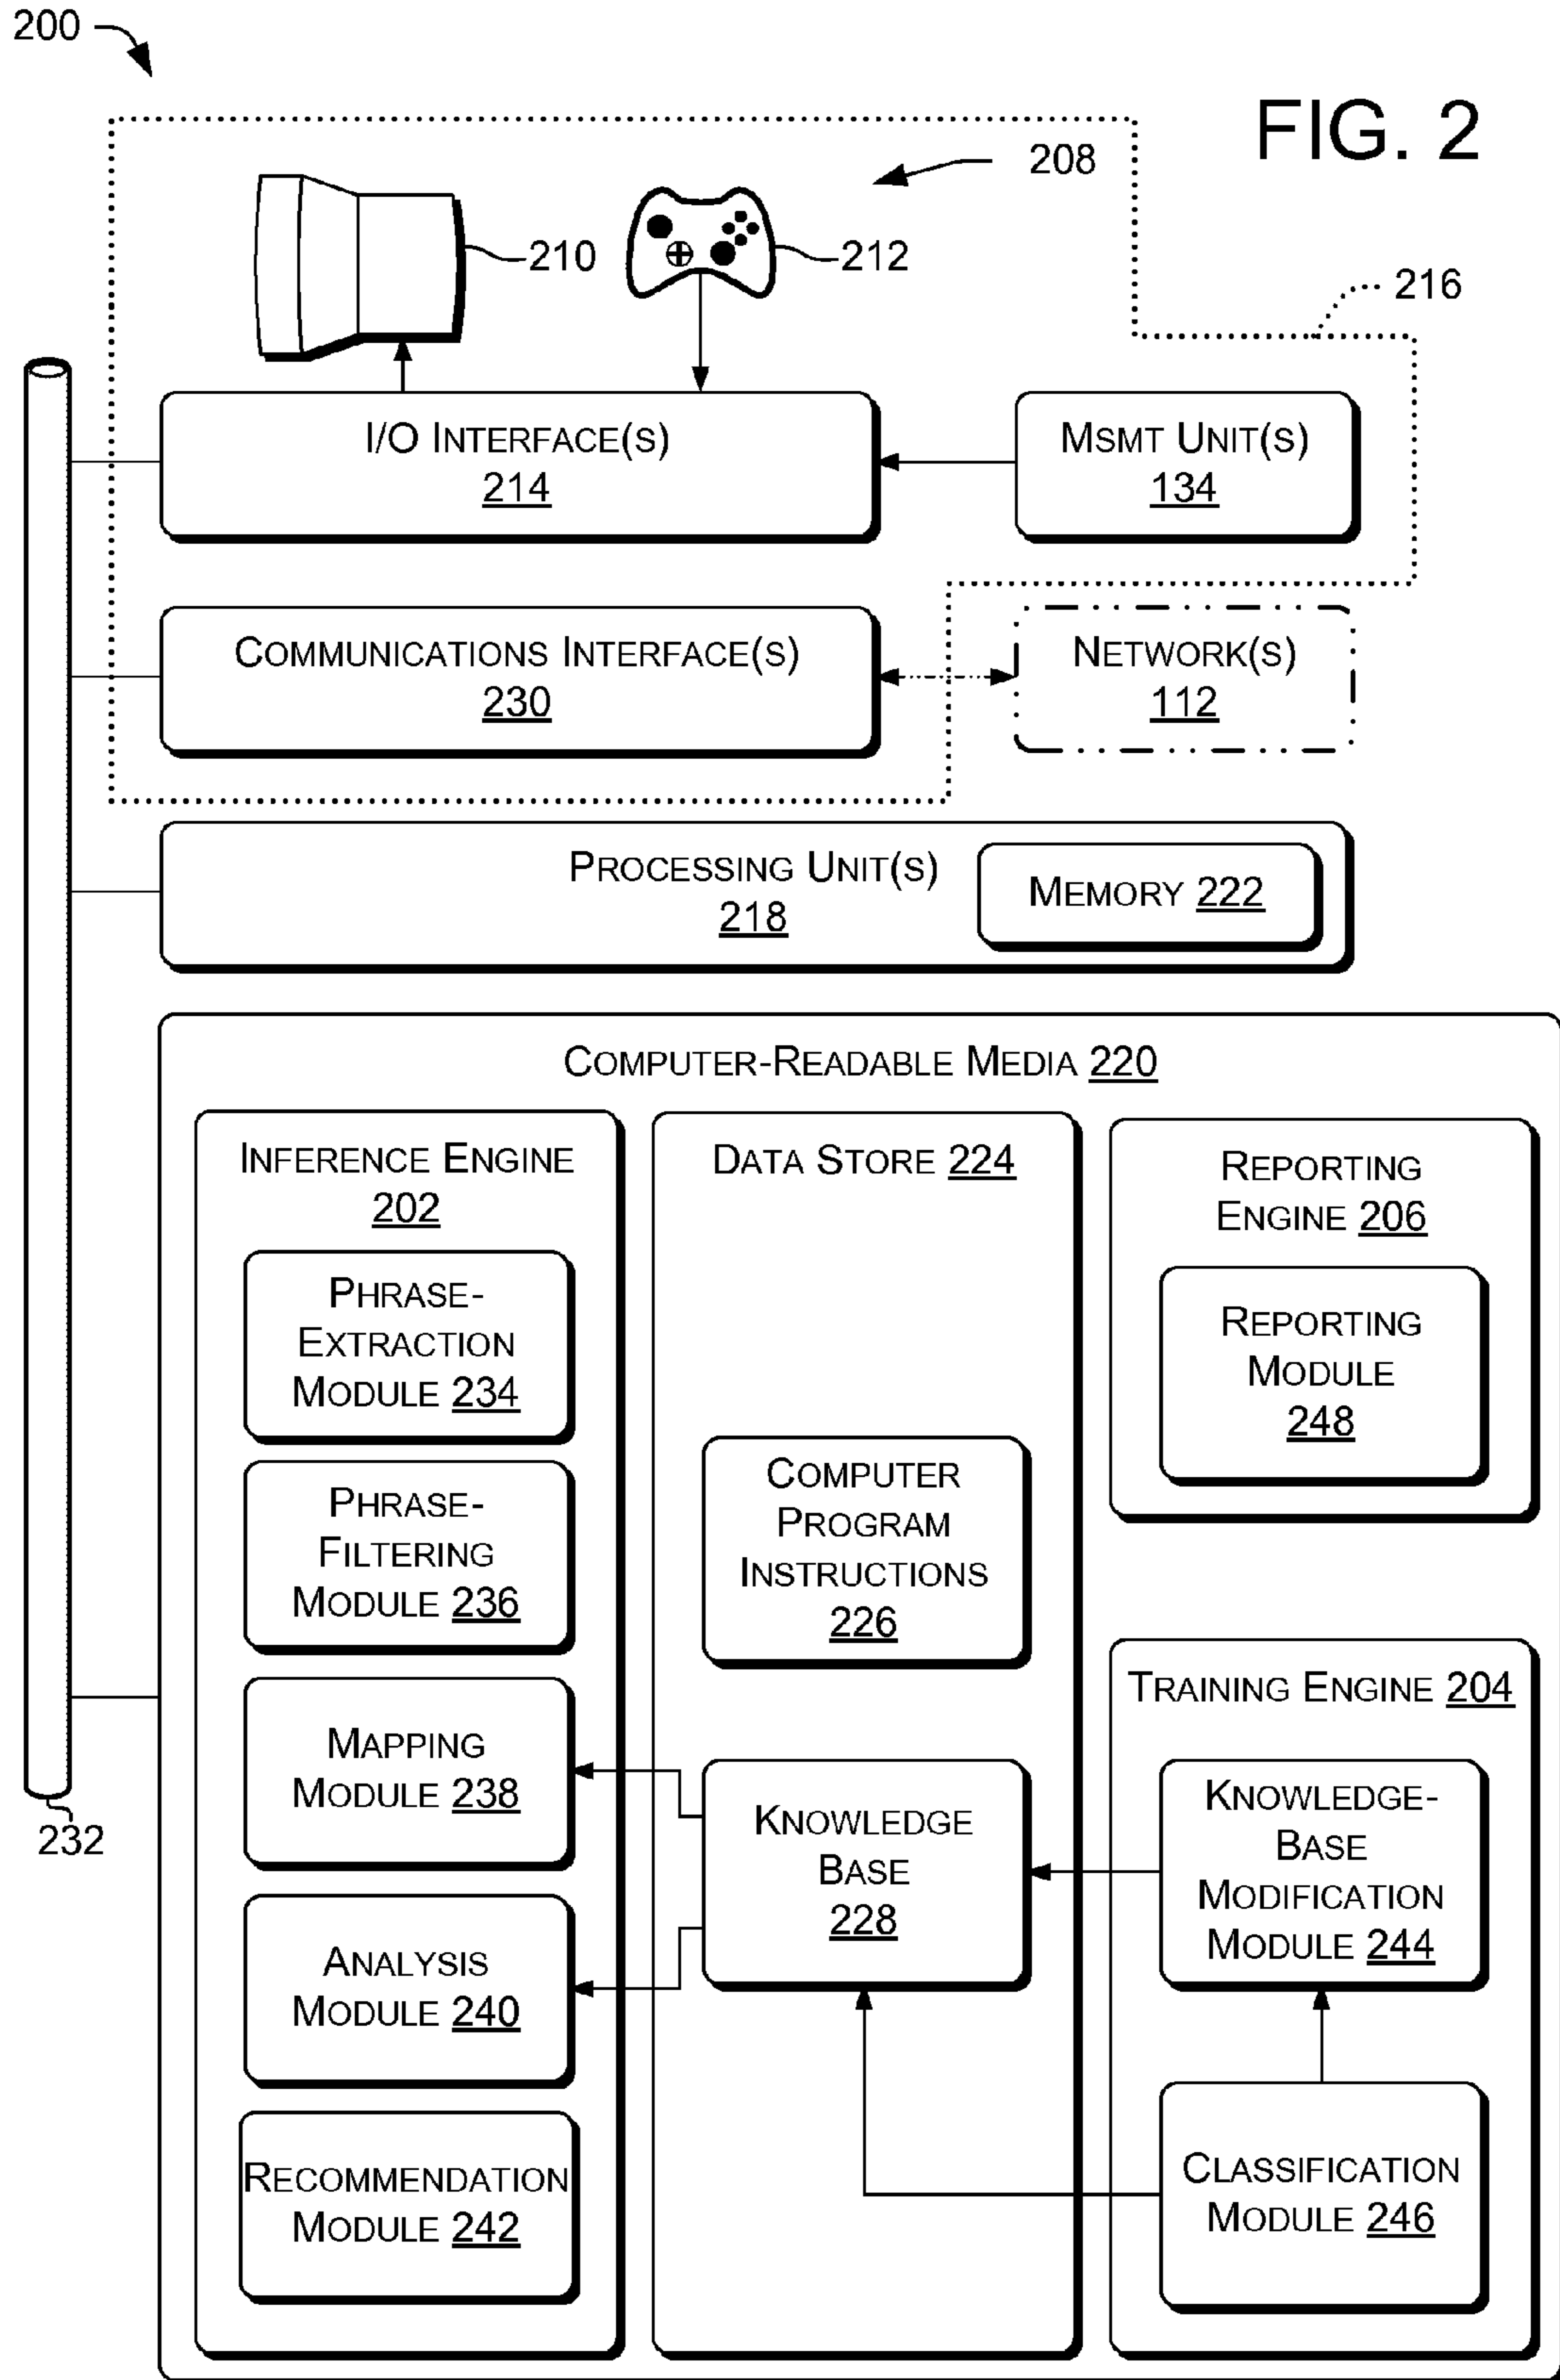 200
FIG. 2
208
210
212
216
I/O INTERFACE(S)
214
MSMT UNIT(S)
134
COMMUNICATIONS INTERFACE(S)
230
NETWORK(S)
112
PROCESSING UNIT(S)
218
MEMORY 222
COMPUTER-READABLE MEDIA 220
INFERENCE ENGINE
202
PHRASE-
EXTRACTION
MODULE 234
PHRASE-
FILTERING
MODULE 236
MAPPING
MODULE 238
ANALYSIS
MODULE 240
RECOMMENDATION
MODULE 242
DATA STORE 224
COMPUTER
PROGRAM
INSTRUCTIONS
226
KNOWLEDGE
BASE
228
REPORTING
ENGINE 206
REPORTING
MODULE
248
TRAINING ENGINE 204
KNOWLEDGE-
BASE
MODIFICATION
MODULE 244
CLASSIFICATION
MODULE 246
232